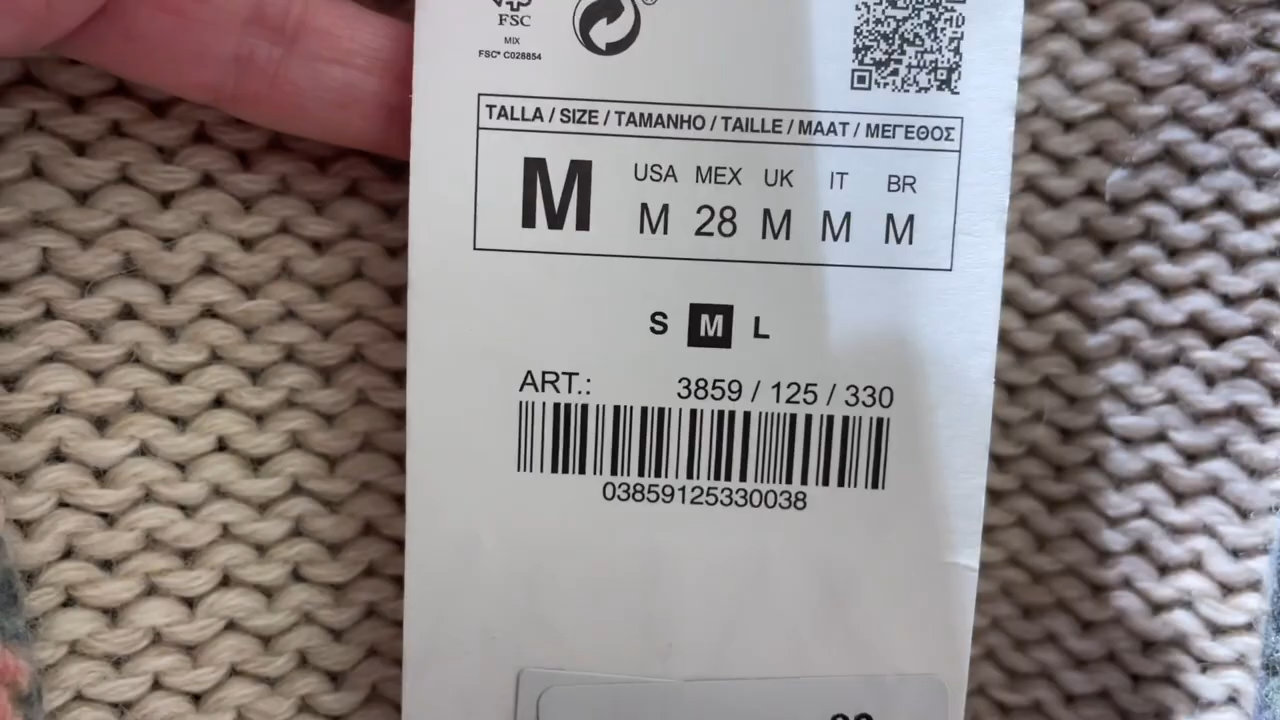 FSC
MIX
FSC® C028854
®
TALLA / SIZE / TAMANHO / TAILLE / MAAT / ΜΕΓΕΘΟΣ
USA MEX UK IT BR
M M 28 M M M
S M L
ART.: 3859 / 125 / 330
03859125330038